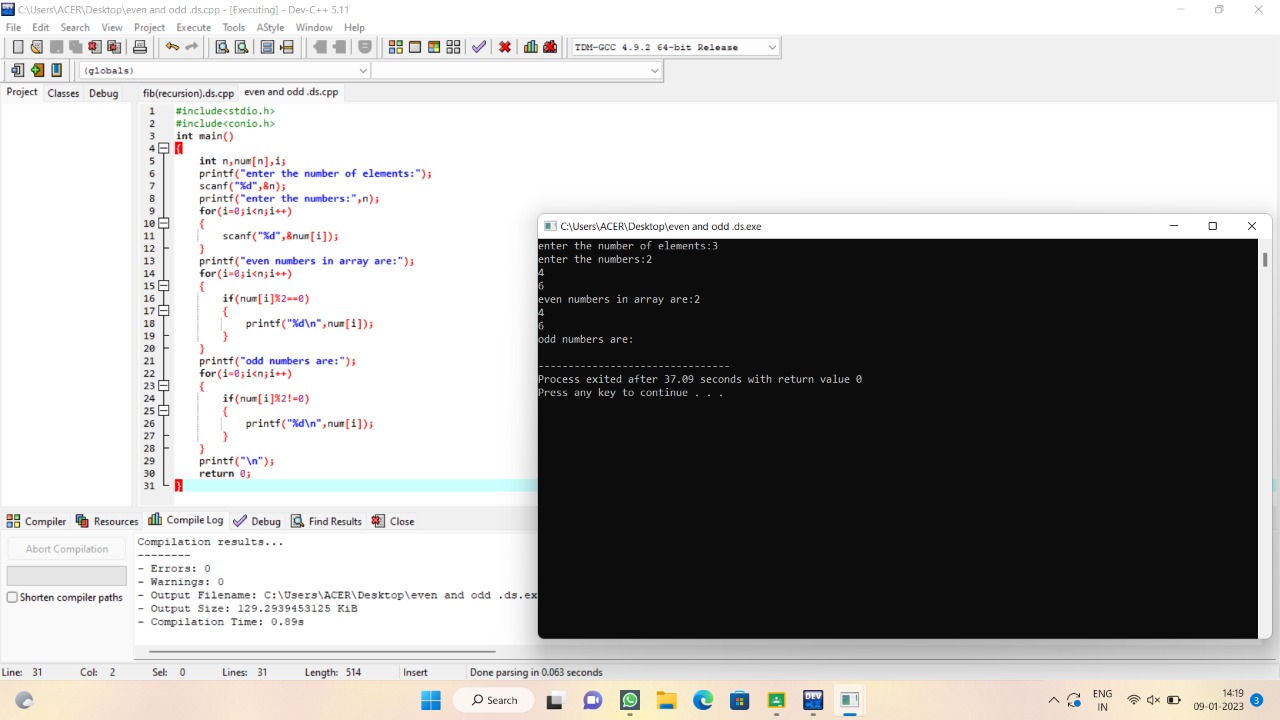 C:\Users\ACER\Desktop\even and odd .ds.cpp - [Executing] - Dev-C++ 5.11
File Edit Search View Project Execute Tools AStyle Window Help
TDM-GCC 4.9.2 64-bit Release
(globals)
Project Classes Debug fib(recursion).ds.cpp even and odd .ds.cpp
1 #include<stdio.h>
2 #include<conio.h>
3 int main()
4 {
5 int n,num[n],i;
6 printf("enter the number of elements:");
7 scanf("%d",&n);
8 printf("enter the numbers:",n);
9 for(i=0;i<n;i++)
10 {
11 scanf("%d",&num[i]);
12 }
13 printf("even numbers in array are:");
14 for(i=0;i<n;i++)
15 {
16 if(num[i]%2==0)
17 {
18 printf("%d\n",num[i]);
19 }
20 }
21 printf("odd numbers are:");
22 for(i=0;i<n;i++)
23 {
24 if(num[i]%2!=0)
25 {
26 printf("%d\n",num[i]);
27 }
28 }
29 printf("\n");
30 return 0;
31 }
C:\Users\ACER\Desktop\even and odd .ds.exe
enter the number of elements:3
enter the numbers:2
4
6
even numbers in array are:2
4
6
odd numbers are:
--------------------------------
Process exited after 37.09 seconds with return value 0
Press any key to continue . . .
Compiler Resources Compile Log Debug Find Results Close
Abort Compilation
Shorten compiler paths
Compilation results...
--------
- Errors: 0
- Warnings: 0
- Output Filename: C:\Users\ACER\Desktop\even and odd .ds.ex
- Output Size: 129.2939453125 KiB
- Compilation Time: 0.89s
Line: 31 Col: 2 Sel: 0 Lines: 31 Length: 514 Insert Done parsing in 0.063 seconds
Search
DEV
ENG
IN
14:19
09-01-2023
3